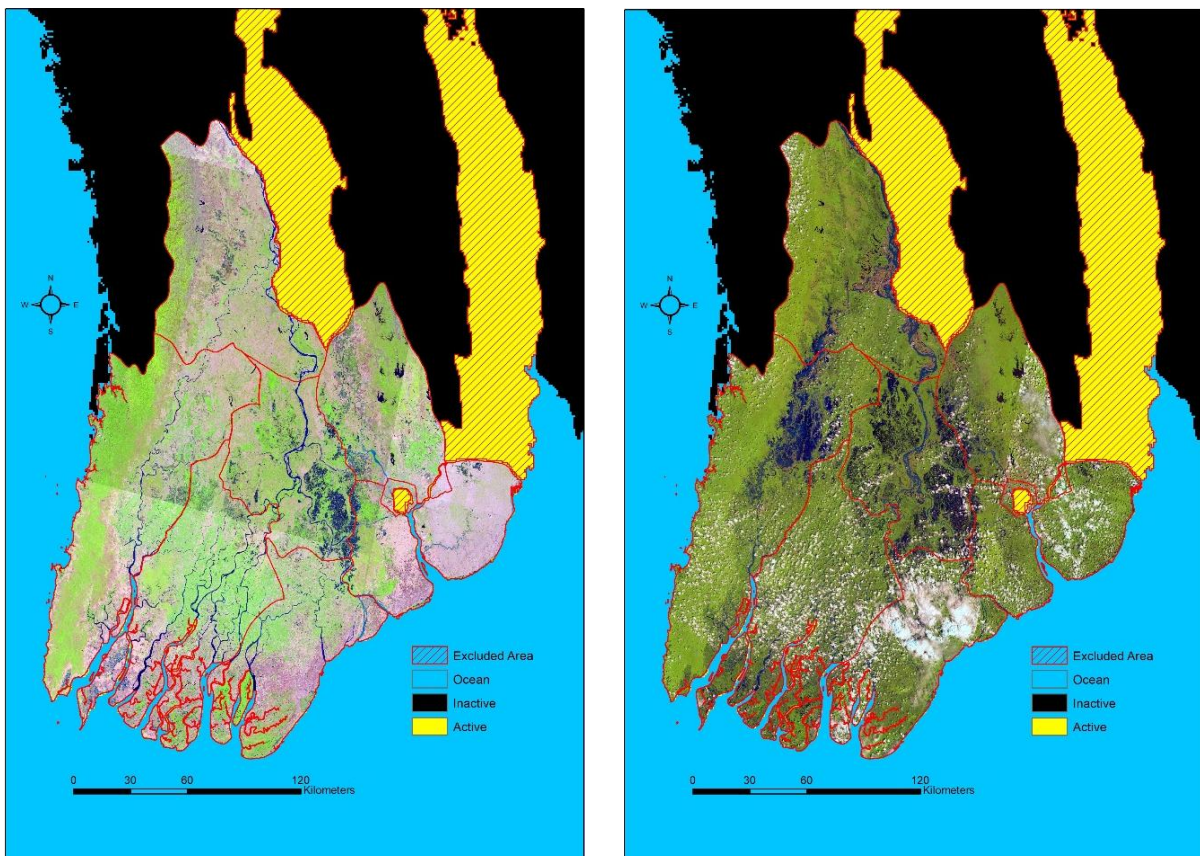 N
W E
S
Excluded Area
Ocean
Inactive
Active
0 30 60 120
Kilometers
N
W E
S
Excluded Area
Ocean
Inactive
Active
0 30 60 120
Kilometers